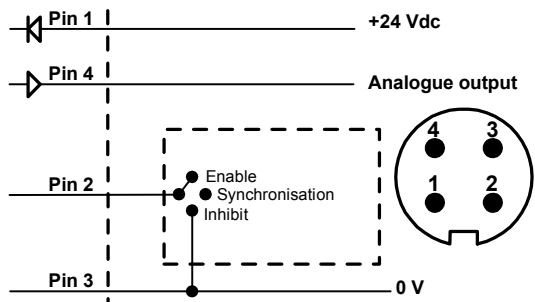 Pin 1
+24 Vdc
Pin 4
Analogue output
4 3
Enable
Pin 2
Synchronisation
1 2
Inhibit
Pin 3
0 V